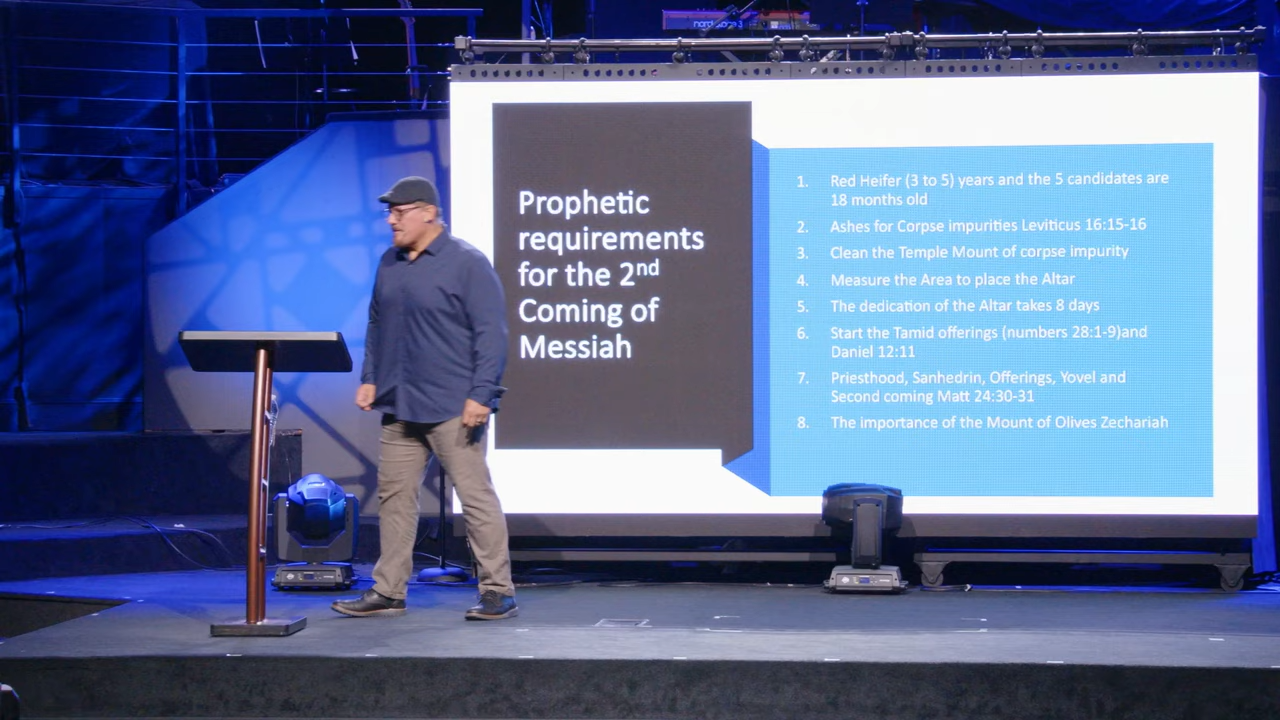 nord stage 3
Prophetic
requirements
for the 2nd
Coming of
Messiah
1. Red Heifer (3 to 5) years and the 5 candidates are
18 months old
2. Ashes for Corpse impurities Leviticus 16:15-16
3. Clean the Temple Mount of corpse impurity
4. Measure the Area to place the Altar
5. The dedication of the Altar takes 8 days
6. Start the Tamid offerings (numbers 28:1-9)and
Daniel 12:11
7. Priesthood, Sanhedrin, Offerings, Yovel and
Second coming Matt 24:30-31
8. The importance of the Mount of Olives Zechariah